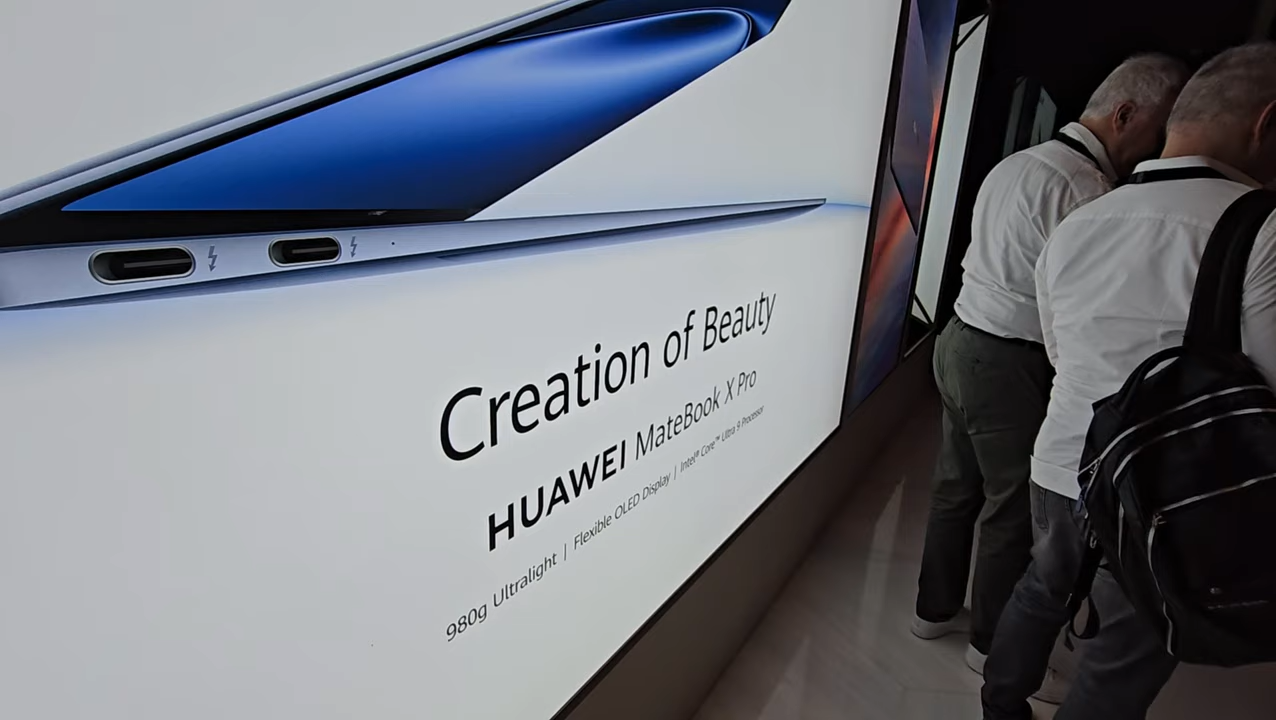 Creation of Beauty
HUAWEI MateBook X Pro
980g Ultralight | Flexible OLED Display | Intel® Core™ Ultra 9 Processor